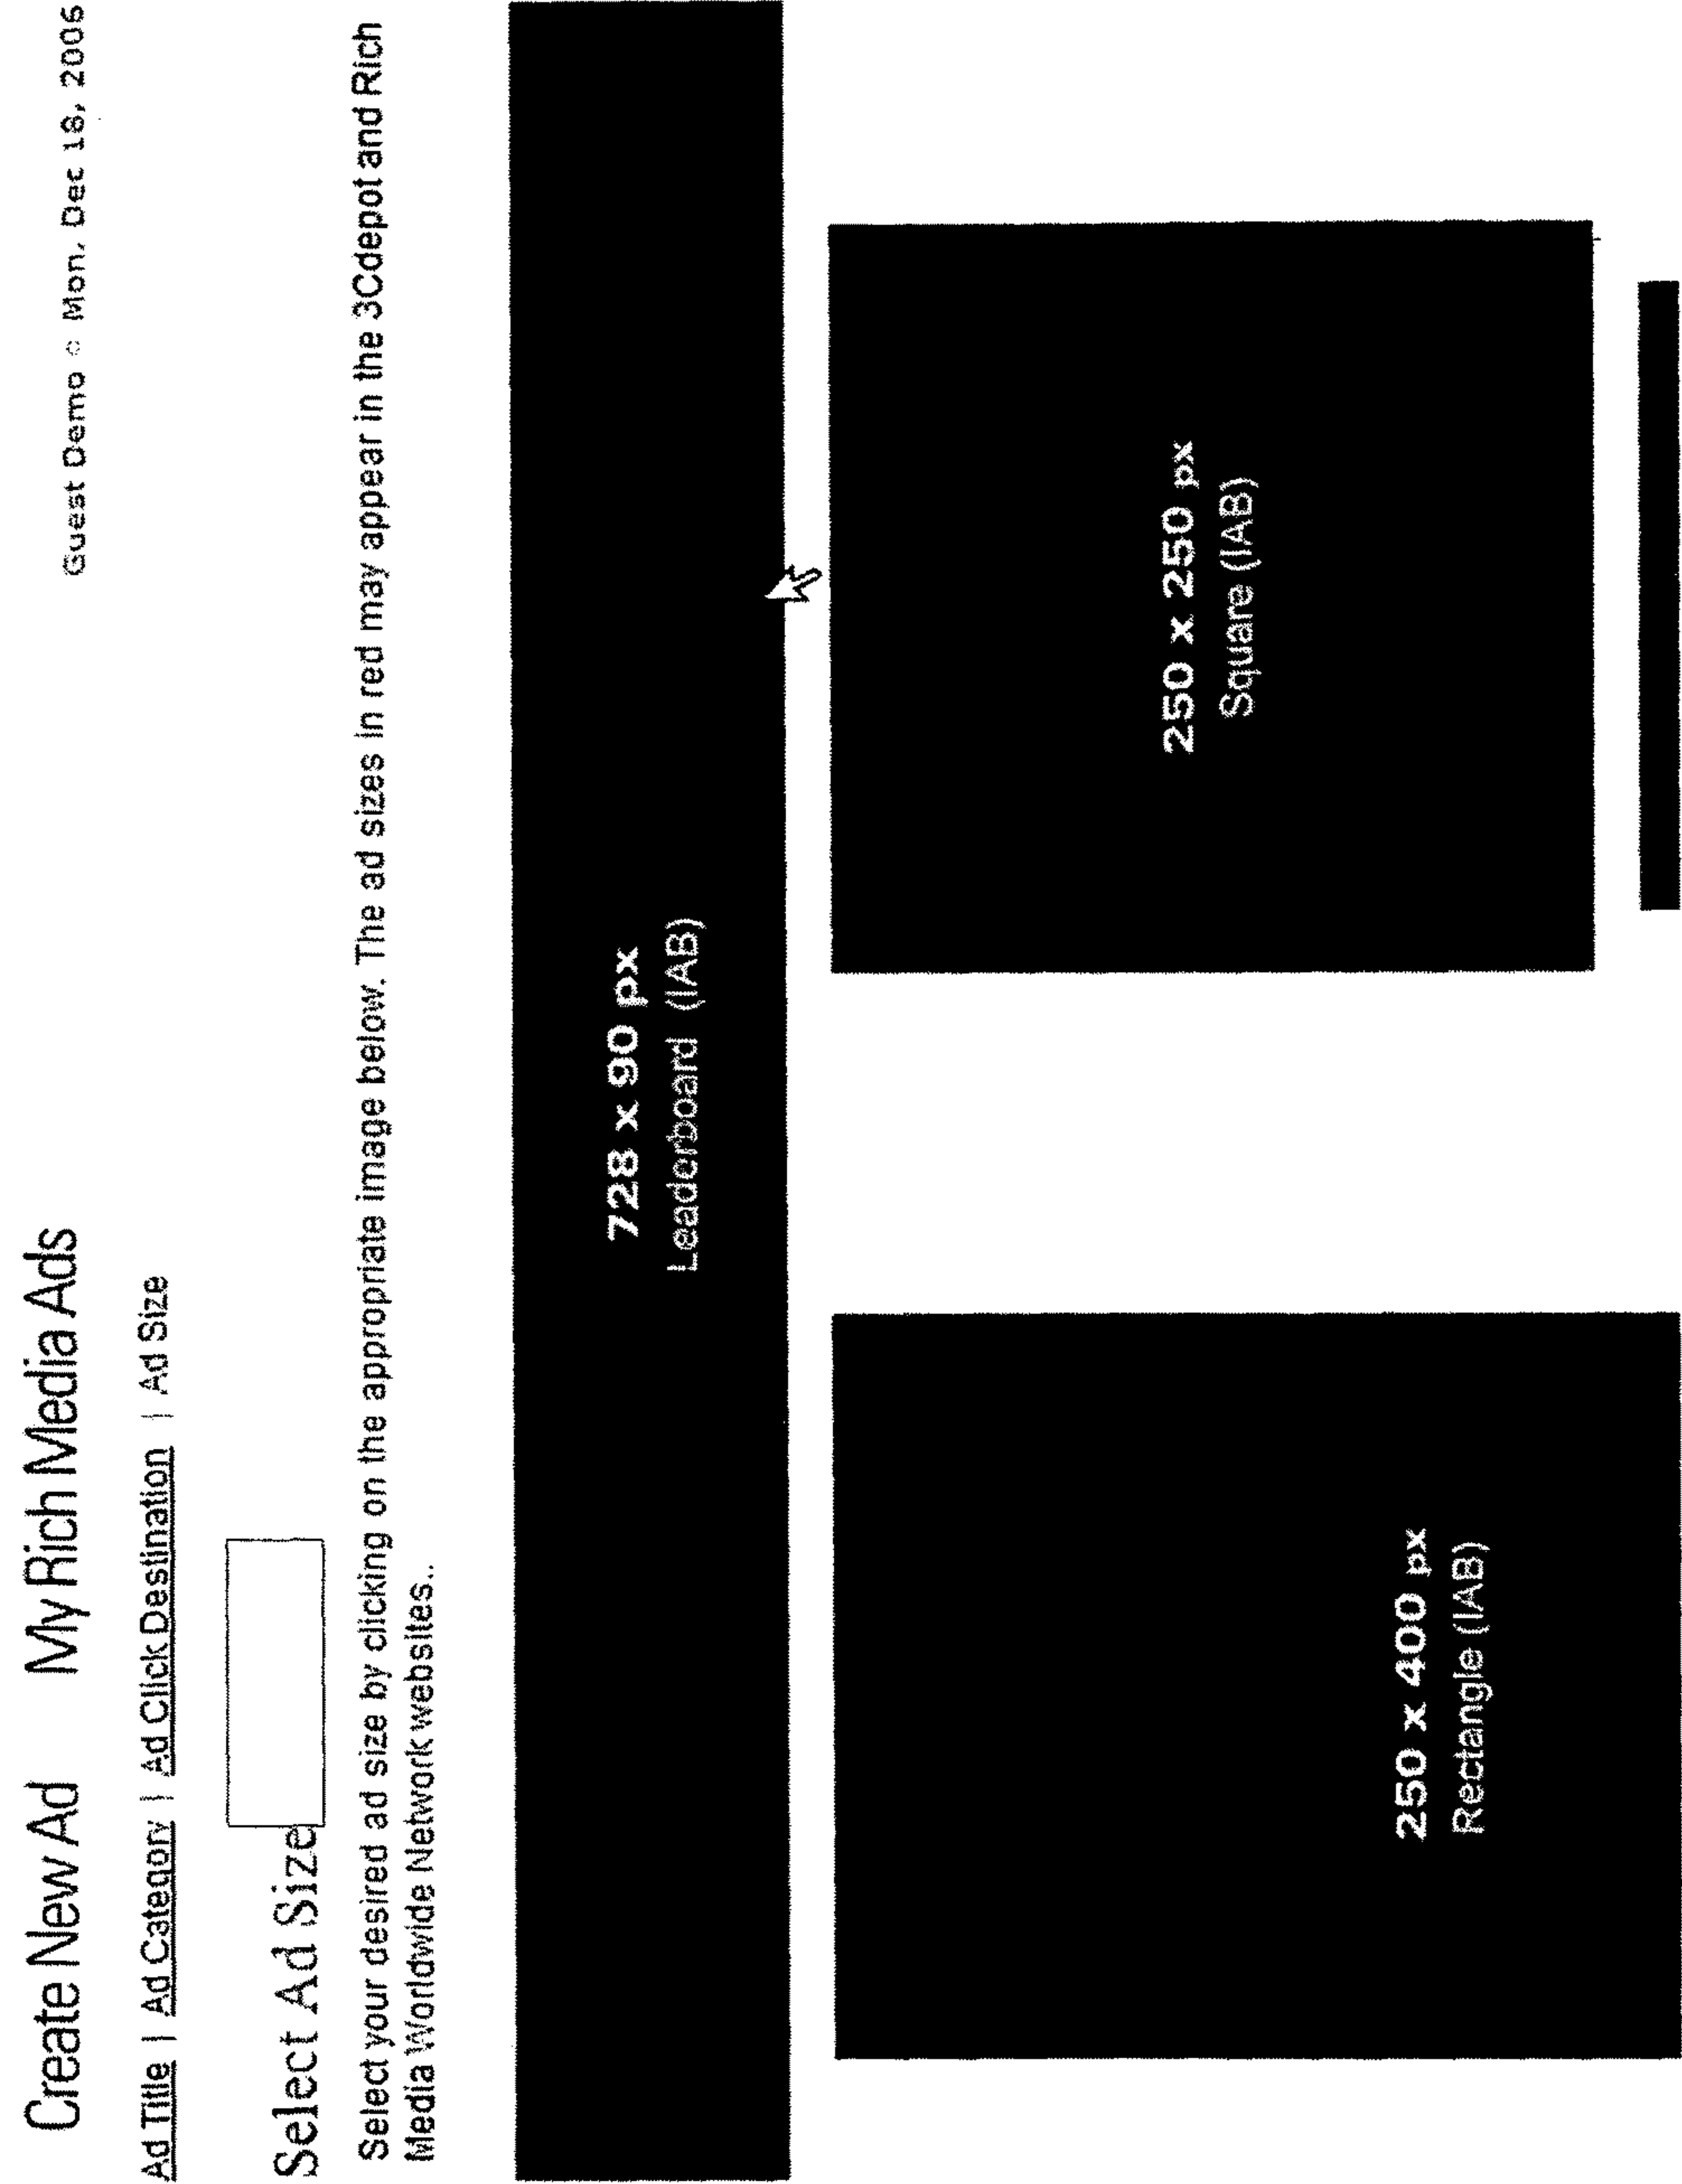 Create New Ad My Rich Media Ads
Guest Demo ○ Mon, Dec 18, 2006
Ad Title | Ad Category | Ad Click Destination | Ad Size
Select Ad Size
Select your desired ad size by clicking on the appropriate image below. The ad sizes in red may appear in the 3Cdepot and Rich
Media Worldwide Network websites..
728 x 90 px
Leaderboard (IAB)
250 x 250 px
Square (IAB)
250 x 400 px
Rectangle (IAB)